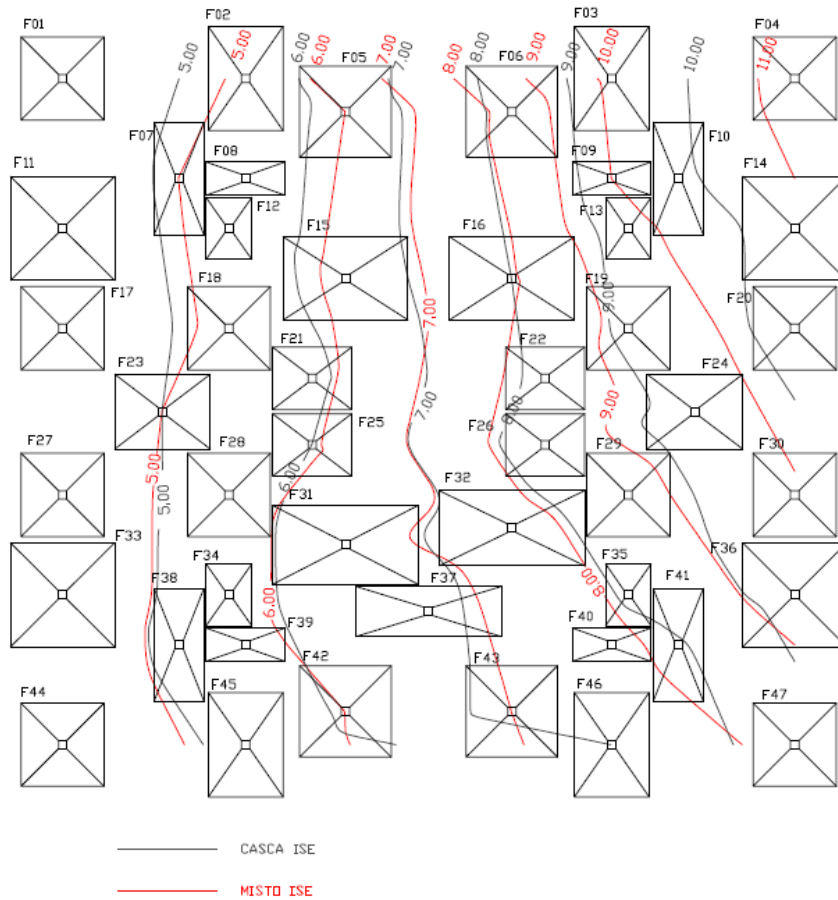 F01
F02
F03
F04
5.00
5.00
6.00
6.00
F05
7.00
7.00
8.00
8.00
F06
9.00
9.00
10.00
10.00
11.00
F07
F08
F09
F10
F11
F12
F13
F14
F15
F16
F17
F18
F19
F20
7.00
9.00
F21
F22
F23
F24
7.00
8.00
9.00
F25
F26
F27
F28
F29
F30
5.00
6.00
5.00
F31
F32
F33
F34
F35
F36
8.00
F37
F38
F39
F40
F41
6.00
F42
F43
F44
F45
F46
F47
CASCA ISE
MISTO ISE